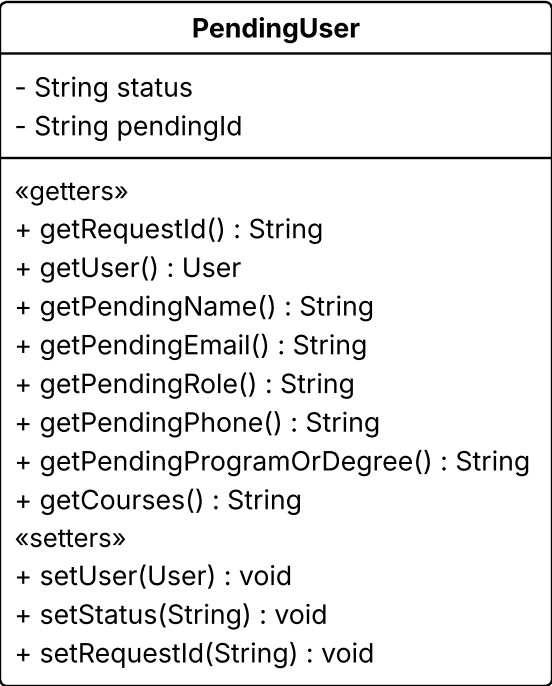 PendingUser
- String status
- String pendingId
«getters»
+ getRequestId() : String
+ getUser() : User
+ getPendingName() : String
+ getPendingEmail() : String
+ getPendingRole() : String
+ getPendingPhone() : String
+ getPendingProgramOrDegree() : String
+ getCourses() : String
«setters»
+ setUser(User) : void
+ setStatus(String) : void
+ setRequestId(String) : void